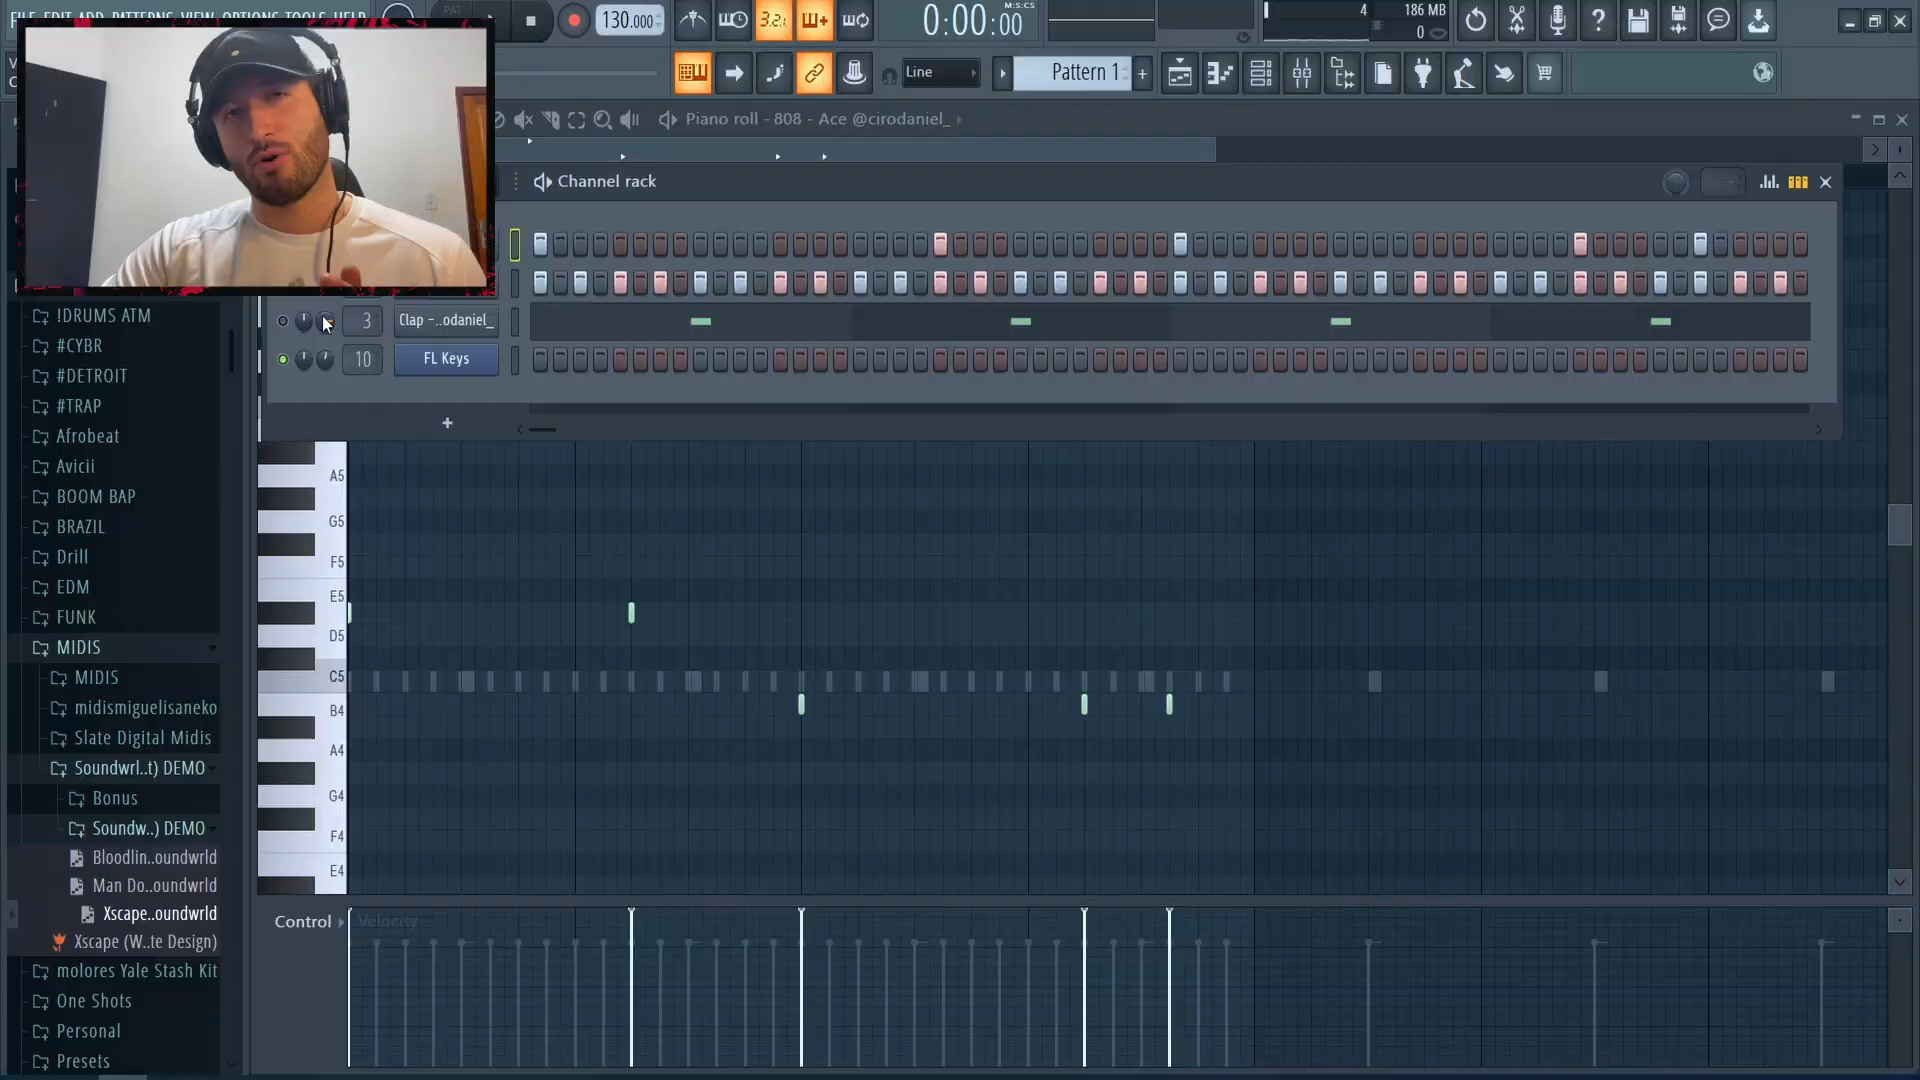 FILE EDIT ADD PATTERNS VIEW OPTIONS TOOLS HELP
PAT
130.000
3.2.
0:00:00
M:S:CS
4
186 MB
0
Line
Pattern 1
Piano roll - 808 - Ace @cirodaniel_
Channel rack
3
Clap -..odaniel_
10
FL Keys
!DRUMS ATM
#CYBR
#DETROIT
#TRAP
Afrobeat
Avicii
BOOM BAP
BRAZIL
Drill
EDM
FUNK
MIDIS
MIDIS
midismiguelisaneko
Slate Digital Midis
Soundwrl..t) DEMO
Bonus
Soundw..) DEMO
Bloodlin..oundwrld
Man Do..oundwrld
Xscape..oundwrld
Xscape (W..te Design)
molores Yale Stash Kit
One Shots
Personal
Presets
A5
G5
F5
E5
D5
C5
B4
A4
G4
F4
E4
Control
Velocity